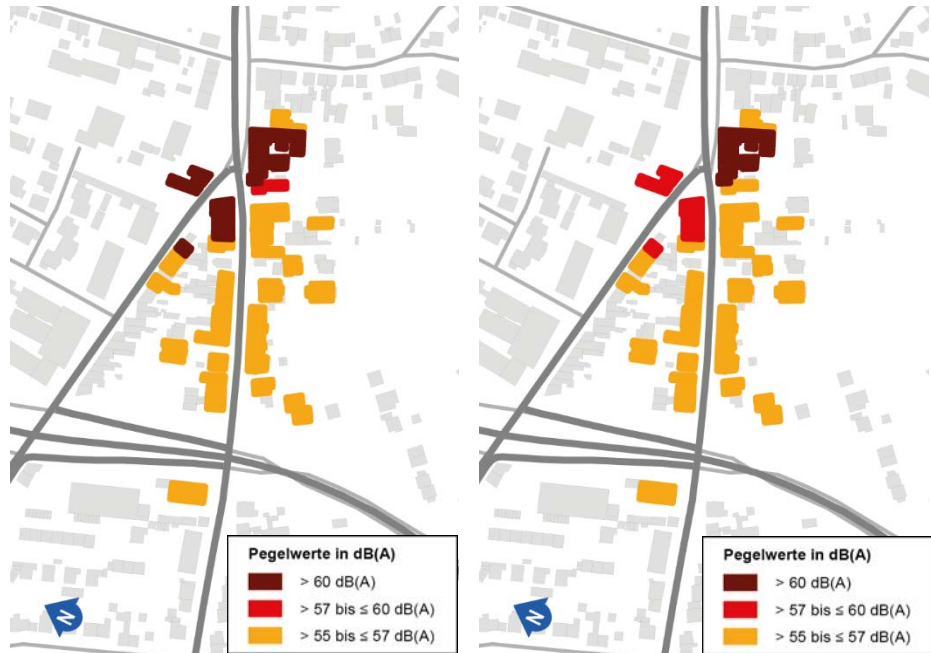 Pegelwerte in dB(A)
> 60 dB(A)
> 57 bis ≤ 60 dB(A)
> 55 bis ≤ 57 dB(A)
N
Pegelwerte in dB(A)
> 60 dB(A)
> 57 bis ≤ 60 dB(A)
> 55 bis ≤ 57 dB(A)
N